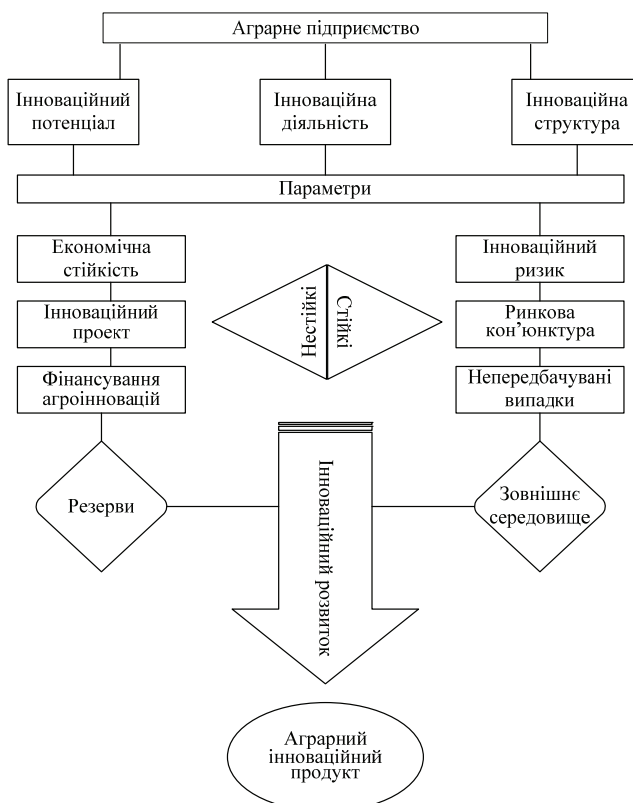 Аграрне підприємство
Інноваційний
потенціал
Інноваційна
діяльність
Інноваційна
структура
Параметри
Економічна
стійкість
Інноваційний
проект
Фінансування
агроінновацій
Резерви
Нестійкі
Стійкі
Інноваційний
ризик
Ринкова
кон’юнктура
Непередбачувані
випадки
Зовнішнє
середовище
Інноваційний розвиток
Аграрний
інноваційний
продукт